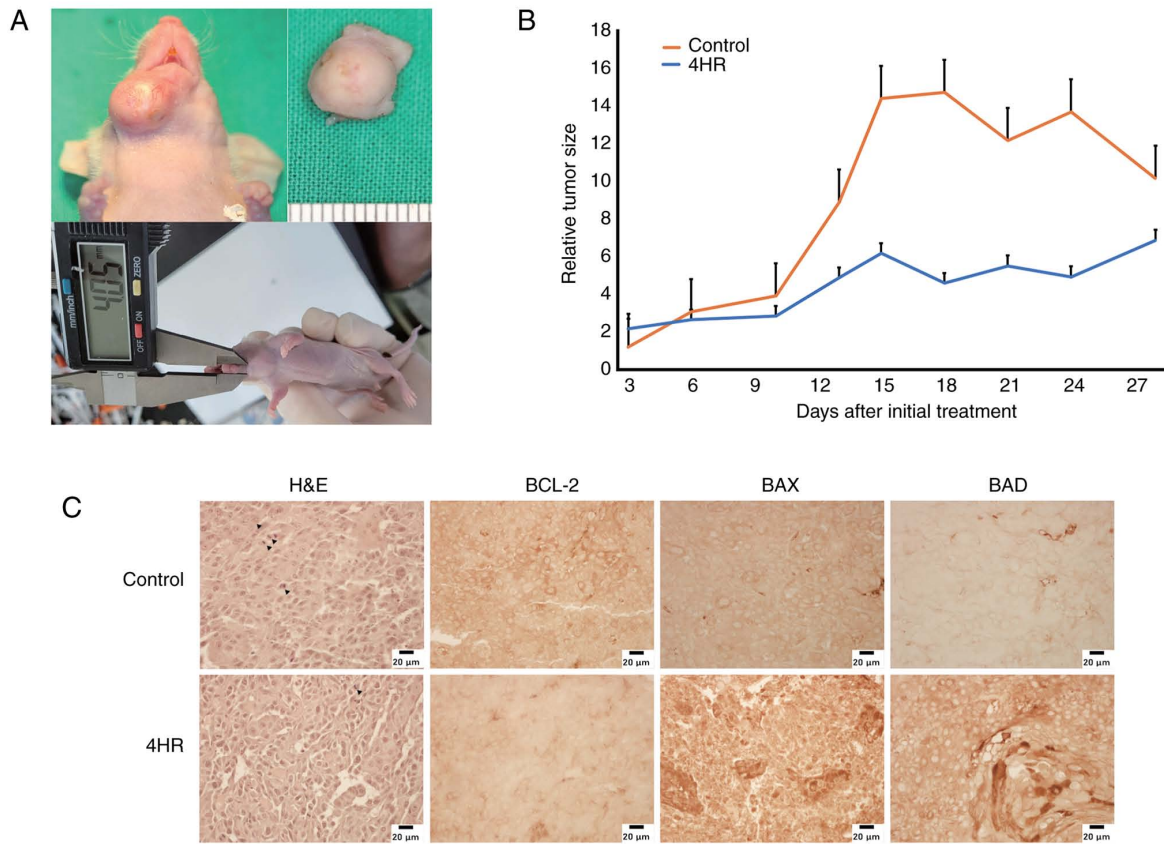 A
mm/inch
ZERO
OFF
ON
B
18
16
14
12
10
8
6
4
2
0
Relative tumor size
Control
4HR
3 6 9 12 15 18 21 24 27
Days after initial treatment
C
H&E BCL-2 BAX BAD
Control
20 µm 20 µm 20 µm 20 µm
4HR
20 µm 20 µm 20 µm 20 µm